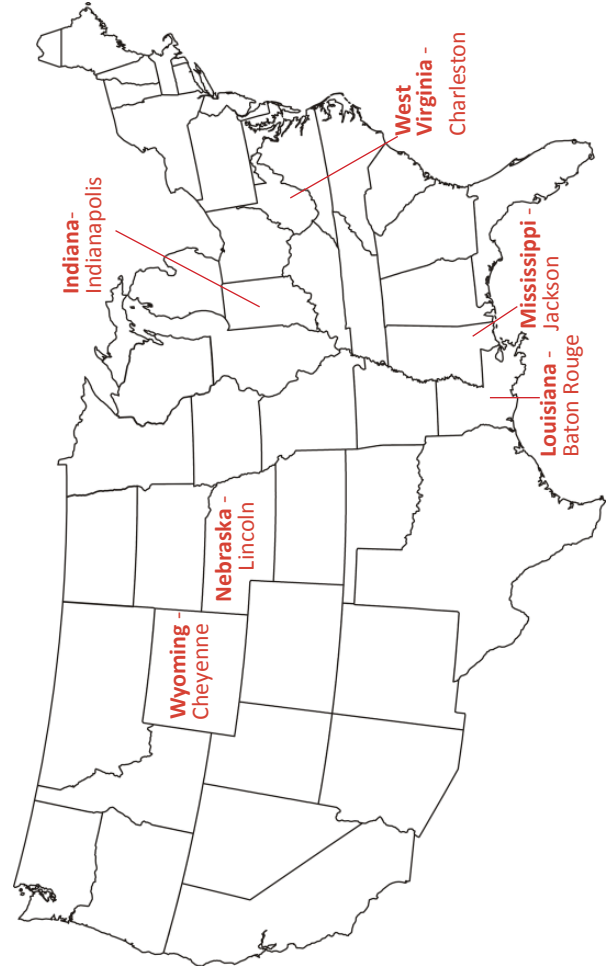 Wyoming -
Cheyenne
Nebraska -
Lincoln
Indiana-
Indianapolis
Louisiana -
Baton Rouge
Mississippi -
Jackson
West
Virginia -
Charleston